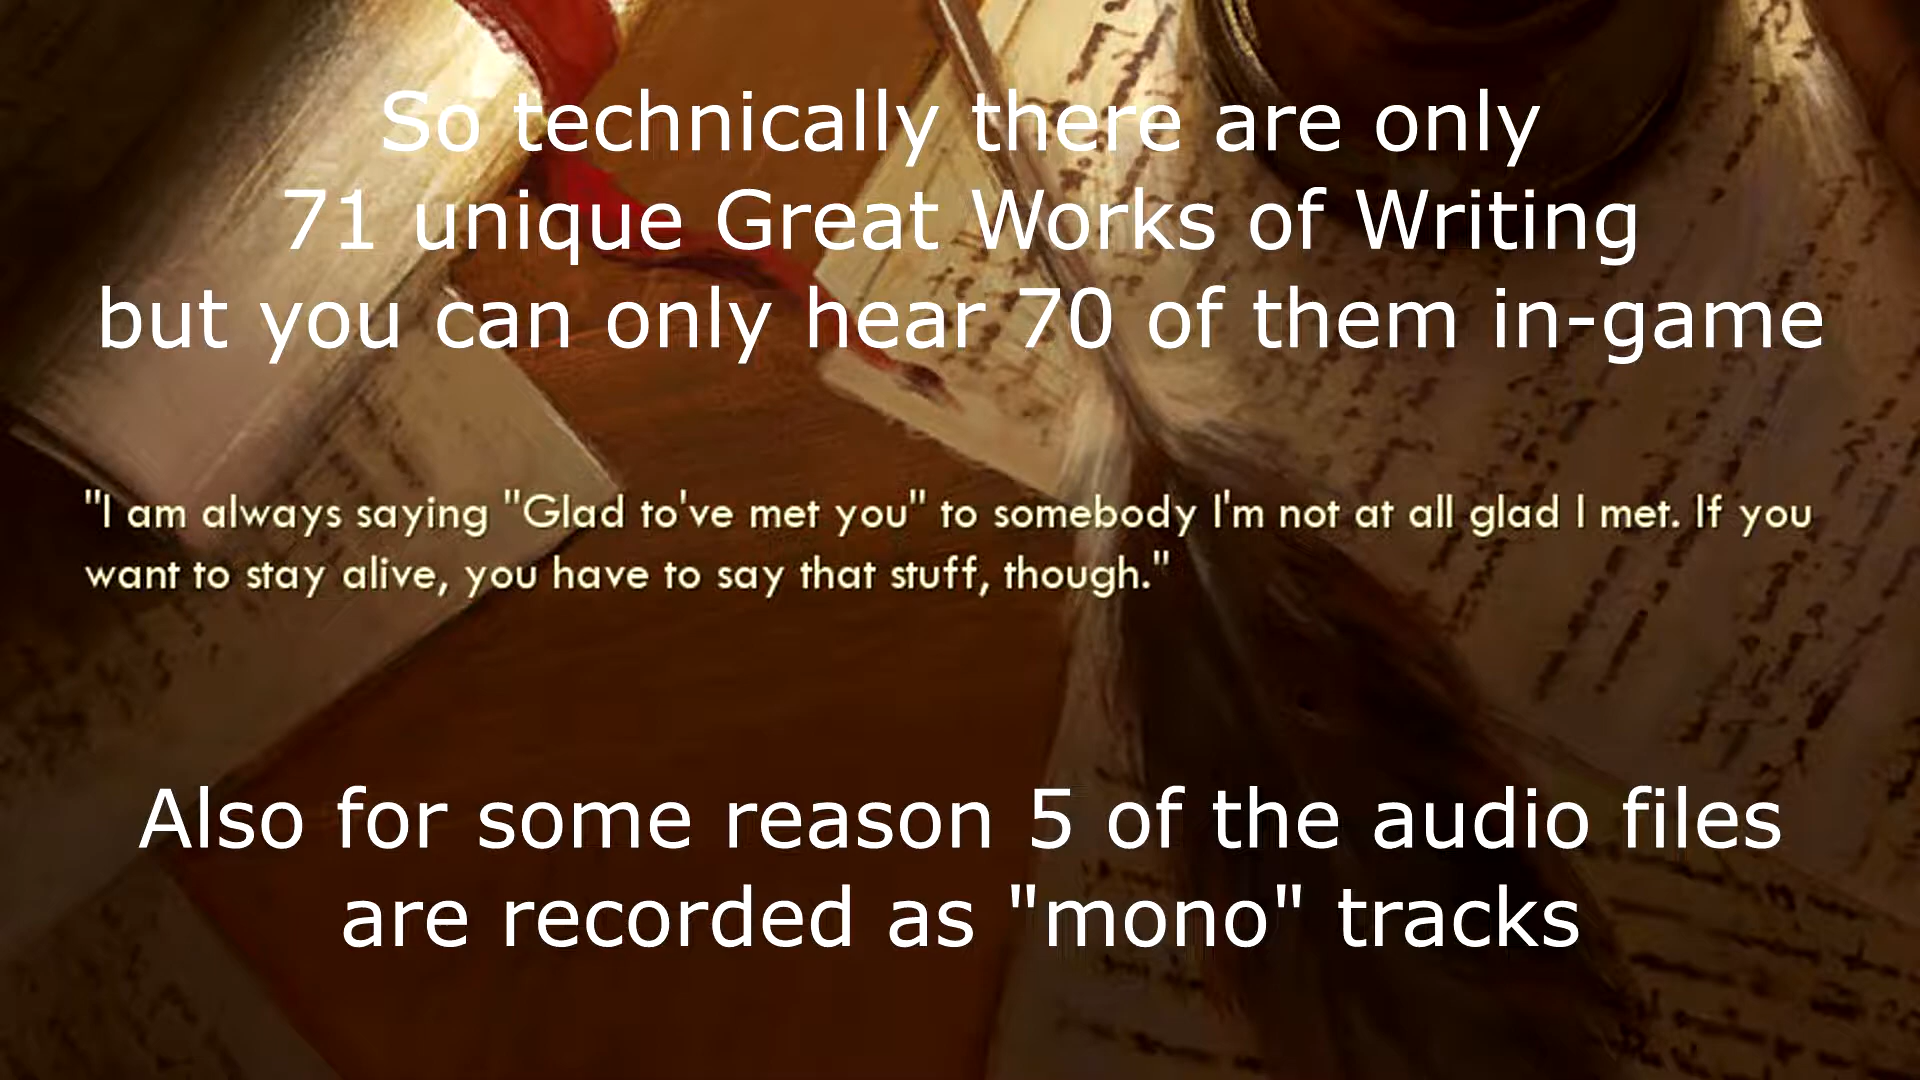 So technically there are only
71 unique Great Works of Writing
but you can only hear 70 of them in-game
"I am always saying "Glad to've met you" to somebody I'm not at all glad I met. If you
want to stay alive, you have to say that stuff, though."
Also for some reason 5 of the audio files
are recorded as "mono" tracks